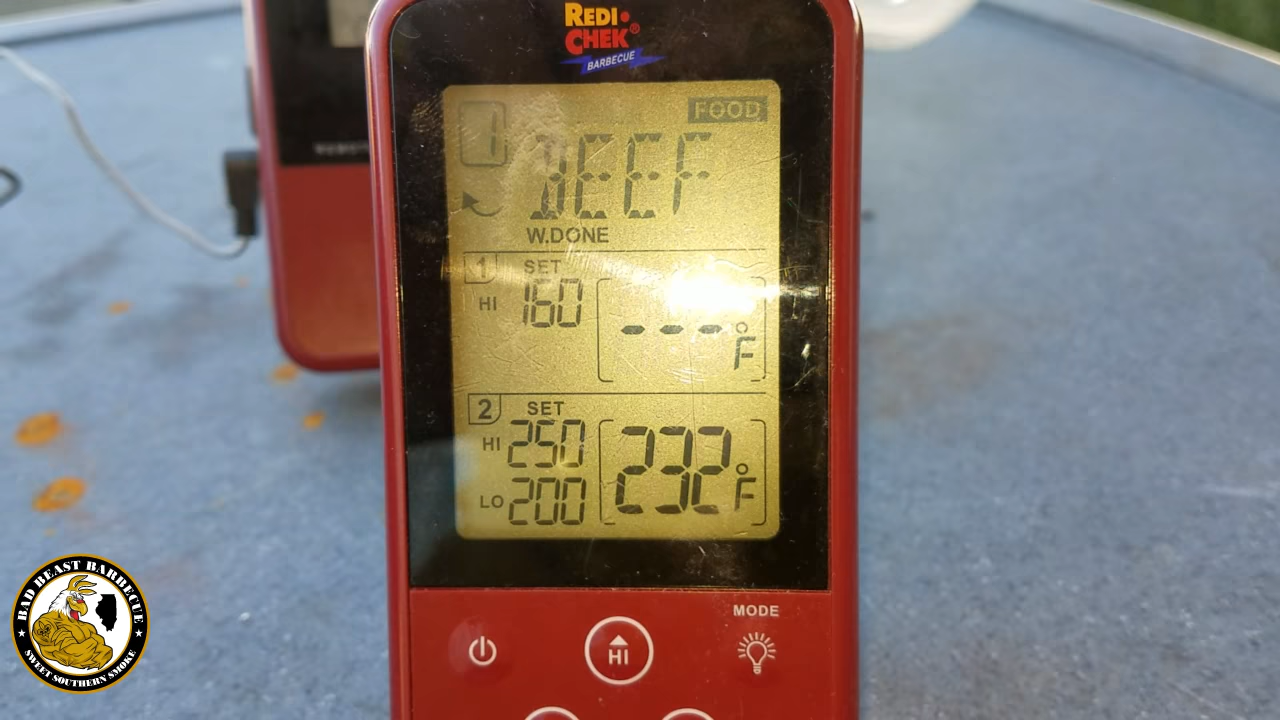 REDI
CHEK®
BARBECUE
FOOD
1
BEEF
W.DONE
1 SET
HI 160
---°F
2 SET
HI 250
232°F
LO 200
MODE
HI
BAD BEAST BARBECUE
SWEET SOUTHERN SMOKE